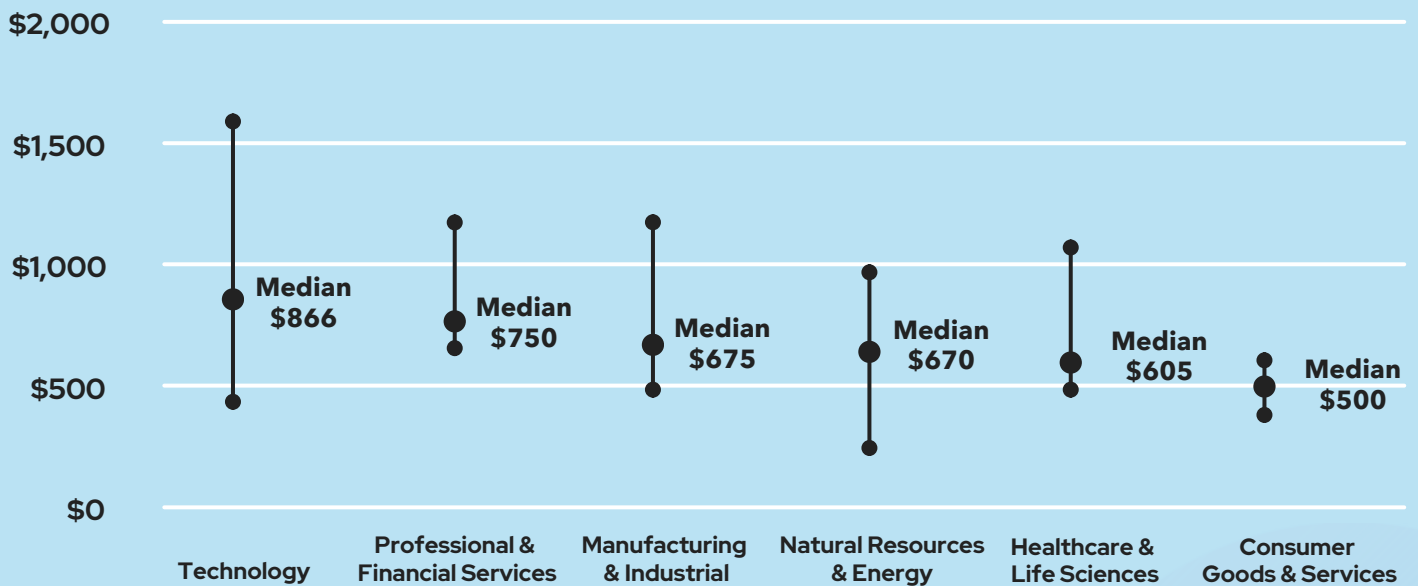 $2,000
$1,500
$1,000
$500
$0
Median
$866
Median
$750
Median
$675
Median
$670
Median
$605
Median
$500
Technology
Professional &
Financial Services
Manufacturing
& Industrial
Natural Resources
& Energy
Healthcare &
Life Sciences
Consumer
Goods & Services